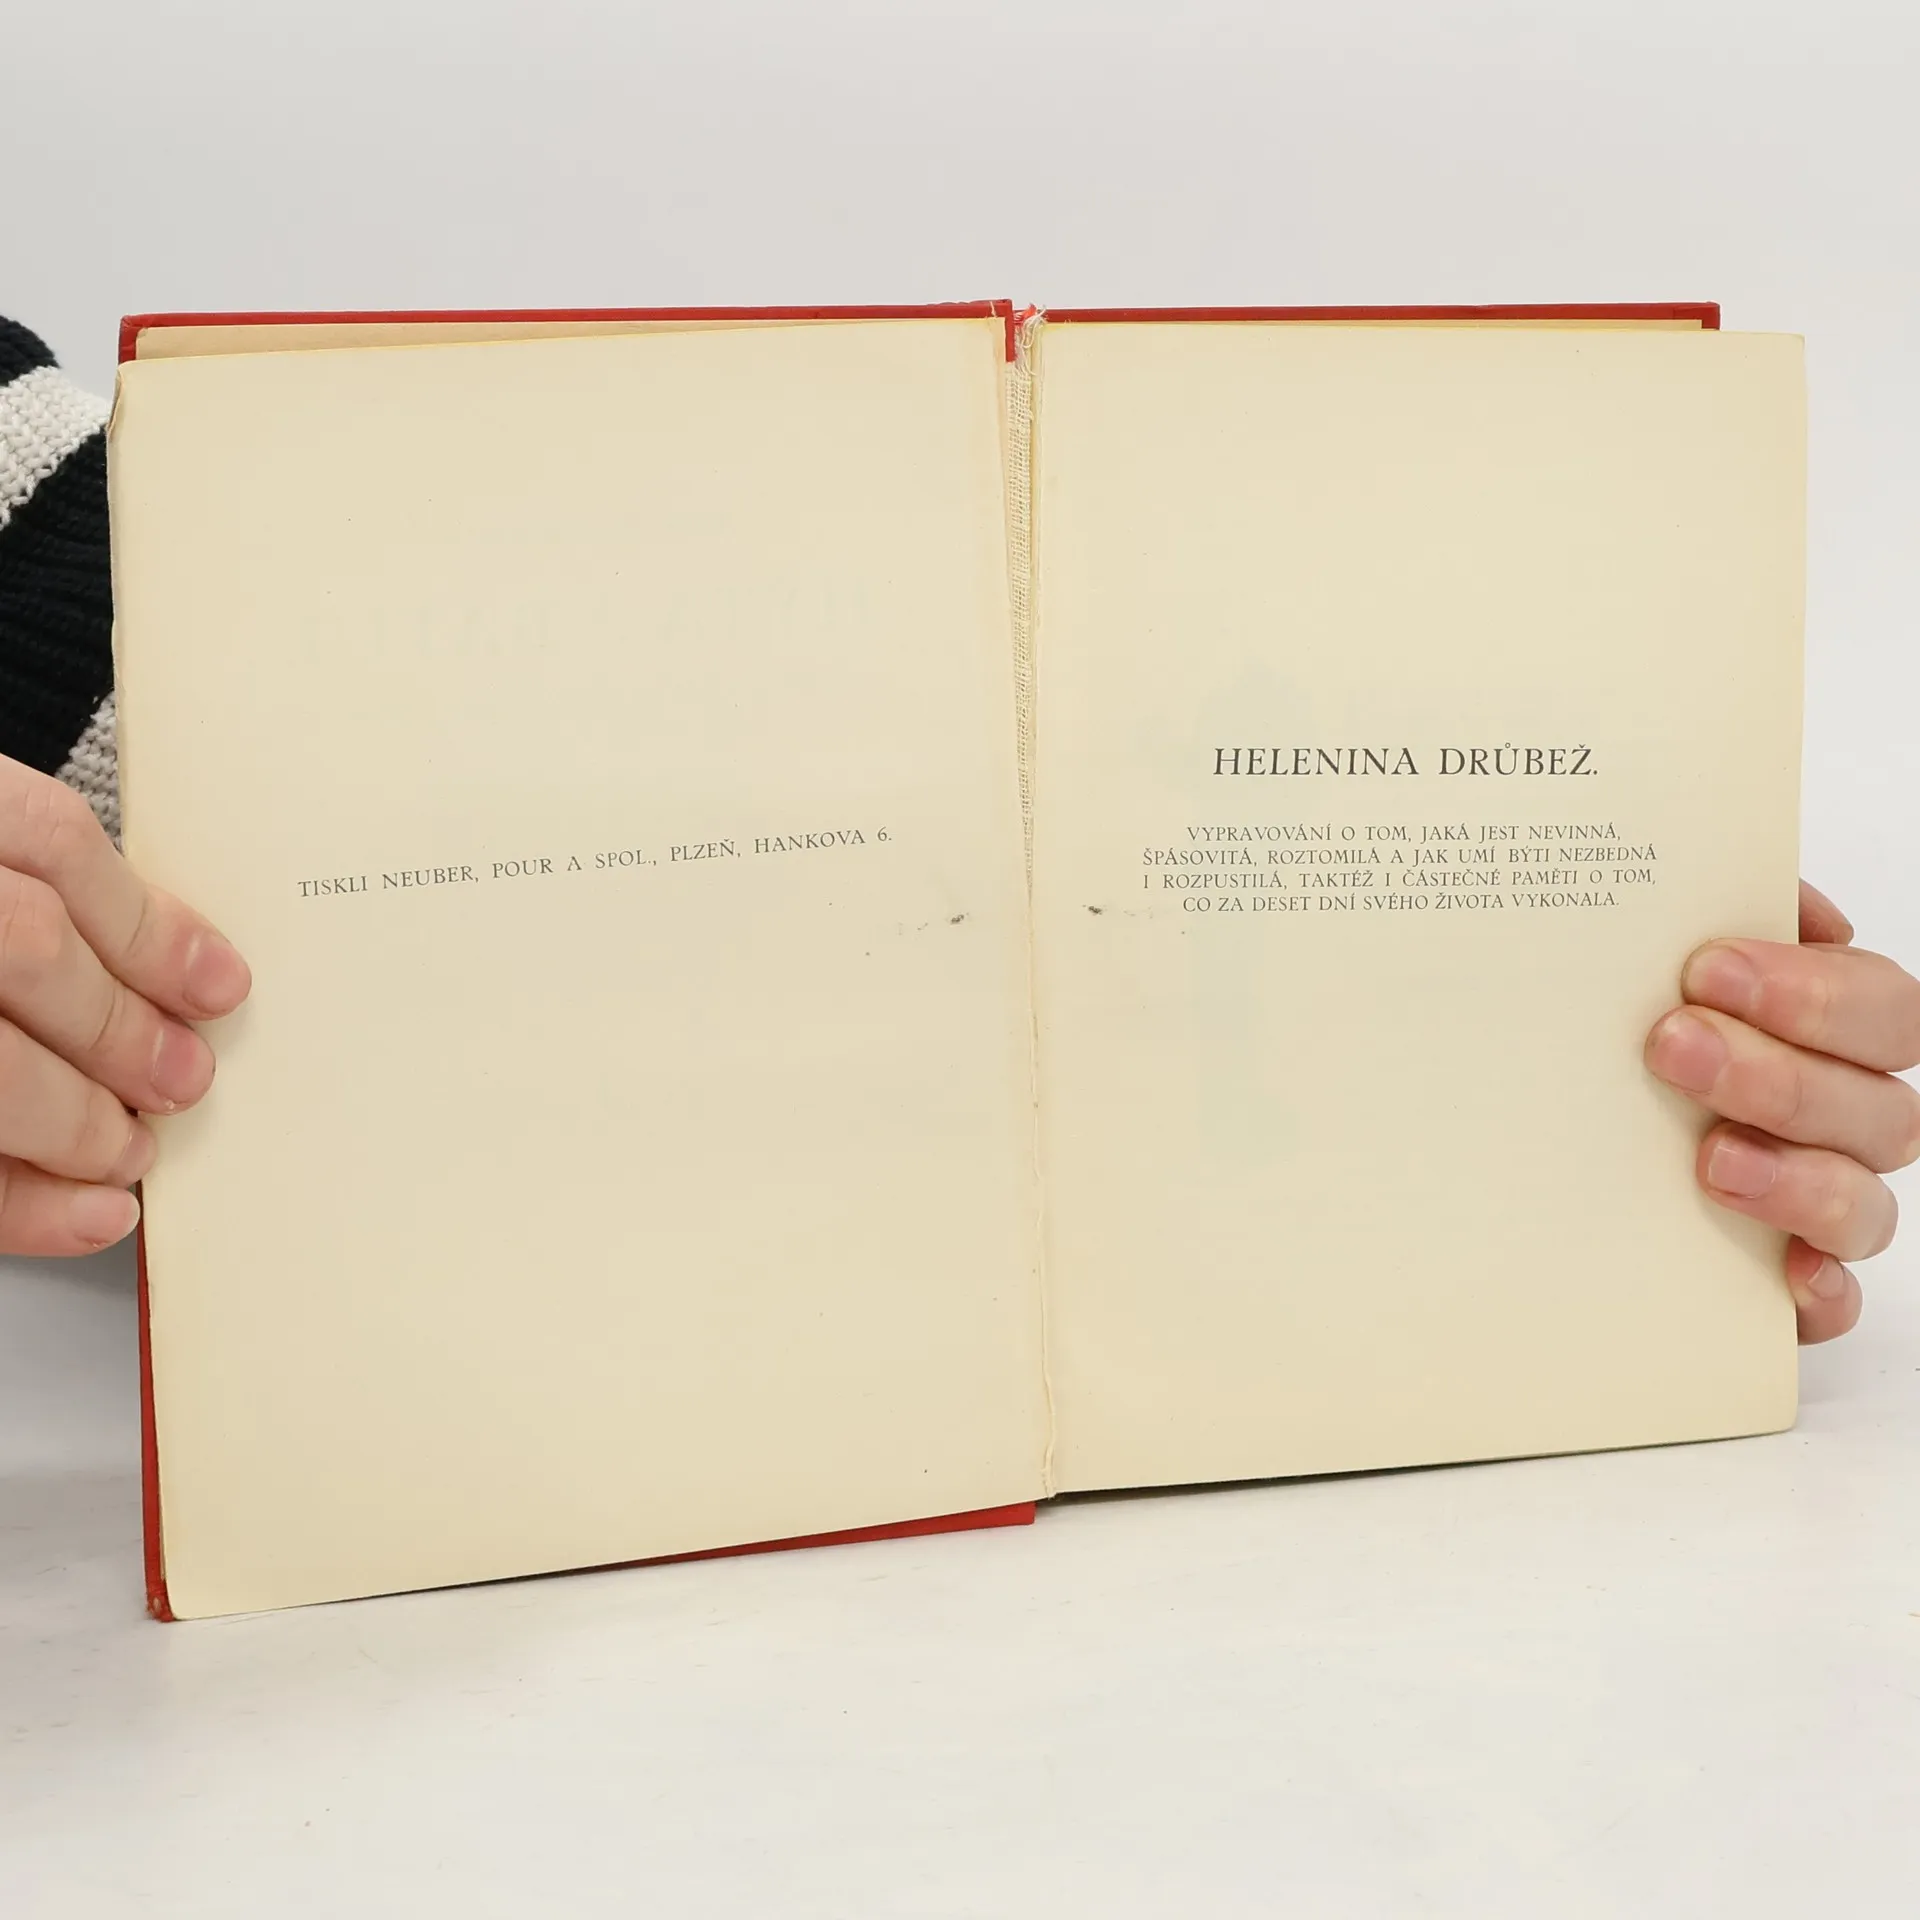 TISKLI NEUBER, POUR A SPOL., PLZEŇ, HANKOVA 6.
HELENINA DRŮBEŽ.
VYPRAVOVÁNÍ O TOM, JAKÁ JEST NEVINNÁ,
ŠPÁSOVITÁ, ROZTOMILÁ A JAK UMÍ BÝTI NEZBEDNÁ
I ROZPUSTILÁ, TAKTÉŽ I ČÁSTEČNÉ PAMĚTI O TOM,
CO ZA DESET DNÍ SVÉHO ŽIVOTA VYKONALA.